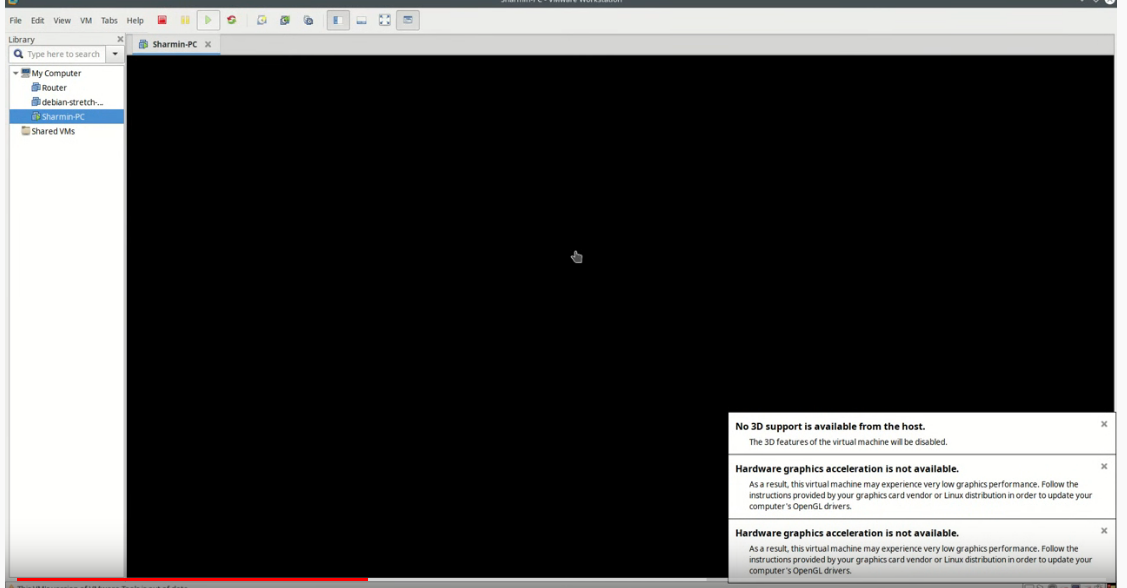 Sharmin-PC - VMware Workstation
File Edit View VM Tabs Help
Library
Type here to search
Sharmin-PC
My Computer
Router
debian-stretch-...
Sharmin-PC
Shared VMs
No 3D support is available from the host.
The 3D features of the virtual machine will be disabled.
Hardware graphics acceleration is not available.
As a result, this virtual machine may experience very low graphics performance. Follow the
instructions provided by your graphics card vendor or Linux distribution in order to update your
computer's OpenGL drivers.
Hardware graphics acceleration is not available.
As a result, this virtual machine may experience very low graphics performance. Follow the
instructions provided by your graphics card vendor or Linux distribution in order to update your
computer's OpenGL drivers.